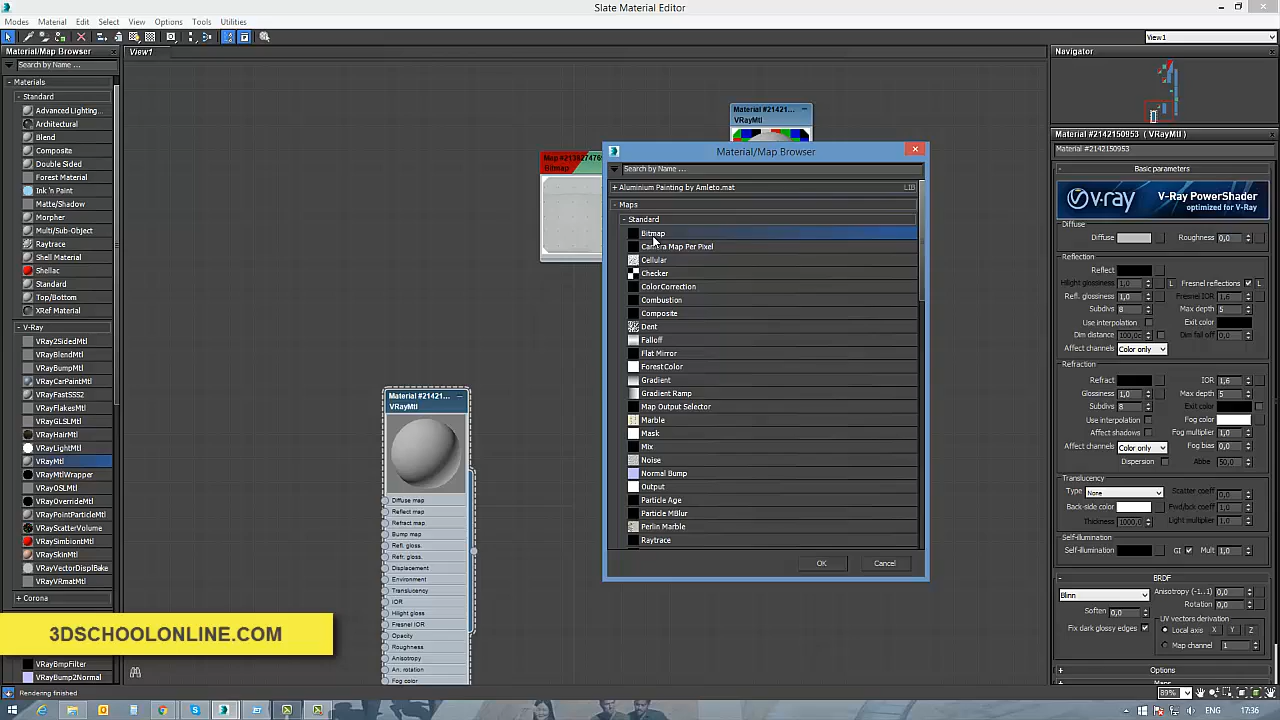 Slate Material Editor
Modes Material Edit Select View Options Tools Utilities
View1
Material/Map Browser
Search by Name ...
- Materials
- Standard
Advanced Lighting...
Architectural
Blend
Composite
Double Sided
Forest Material
Ink 'n Paint
Matte/Shadow
Morpher
Multi/Sub-Object
Raytrace
Shell Material
Shellac
Standard
Top/Bottom
XRef Material
- V-Ray
VRay2SidedMtl
VRayBlendMtl
VRayBumpMtl
VRayCarPaintMtl
VRayFastSSS2
VRayFlakesMtl
VRayGLSLMtl
VRayHairMtl
VRayLightMtl
VRayMtl
VRayMtlWrapper
VRayOSLMtl
VRayOverrideMtl
VRayPointParticleMtl
VRayScatterVolume
VRaySimbiontMtl
VRaySkinMtl
VRayVectorDisplBake
VRayVRmatMtl
+ Corona
3DSCHOOLONLINE.COM
VRayBmpFilter
VRayBump2Normal
Rendering finished
View1
Material #21421...
VRayMtl
Bitmap
Material #21421...
VRayMtl
Diffuse map
Reflect map
Refract map
Bump map
Refl. gloss.
Refr. gloss.
Displacement
Environment
Translucency
IOR
Hilight gloss
Fresnel IOR
Opacity
Roughness
Anisotropy
An. rotation
Fog color
Material/Map Browser
Search by Name ...
+ Aluminium Painting by Amleto.mat LIB
- Maps
- Standard
Bitmap
Camera Map Per Pixel
Cellular
Checker
ColorCorrection
Combustion
Composite
Dent
Falloff
Flat Mirror
Forest Color
Gradient
Gradient Ramp
Map Output Selector
Marble
Mask
Mix
Noise
Normal Bump
Output
Particle Age
Particle MBlur
Perlin Marble
Raytrace
OK Cancel
Navigator
Material #2142150953 ( VRayMtl )
Material #2142150953
Basic parameters
v·ray V-Ray PowerShader
optimized for V-Ray
Diffuse
Diffuse Roughness 0,0
Reflection
Reflect
Hilight glossiness 1,0 L Fresnel reflections L
Refl. glossiness 1,0 Fresnel IOR 1,6
Subdivs 8 Max depth 5
Use interpolation Exit color
Dim distance Dim fall off 0,0
Affect channels Color only
Refraction
Refract IOR 1,6
Glossiness 1,0 Max depth 5
Subdivs 8 Exit color
Use interpolation Fog color
Affect shadows Fog multiplier 1,0
Affect channels Color only Fog bias 0,0
Dispersion Abbe 50,0
Translucency
Type None Scatter coeff 0,0
Back-side color Fwd/bck coeff 1,0
Thickness 1000,0 Light multiplier 1,0
Self-illumination
Self-illumination GI Mult 1,0
- BRDF
Blinn Anisotropy (-1..1) 0,0
Rotation 0,0
Soften 0,0 UV vectors derivation
Fix dark glossy edges Local axis X Y Z
Map channel 1
+ Options
Maps
89%
ENG 17:36